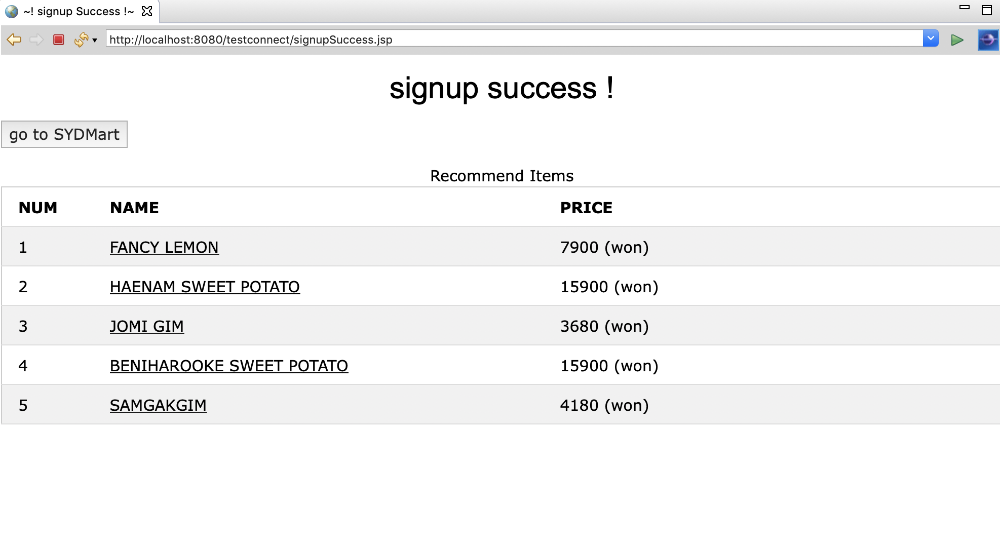 ~! signup Success !~
http://localhost:8080/testconnect/signupSuccess.jsp
signup success !
go to SYDMart
Recommend Items
NUM NAME PRICE
1 FANCY LEMON 7900 (won)
2 HAENAM SWEET POTATO 15900 (won)
3 JOMI GIM 3680 (won)
4 BENIHAROOKE SWEET POTATO 15900 (won)
5 SAMGAKGIM 4180 (won)